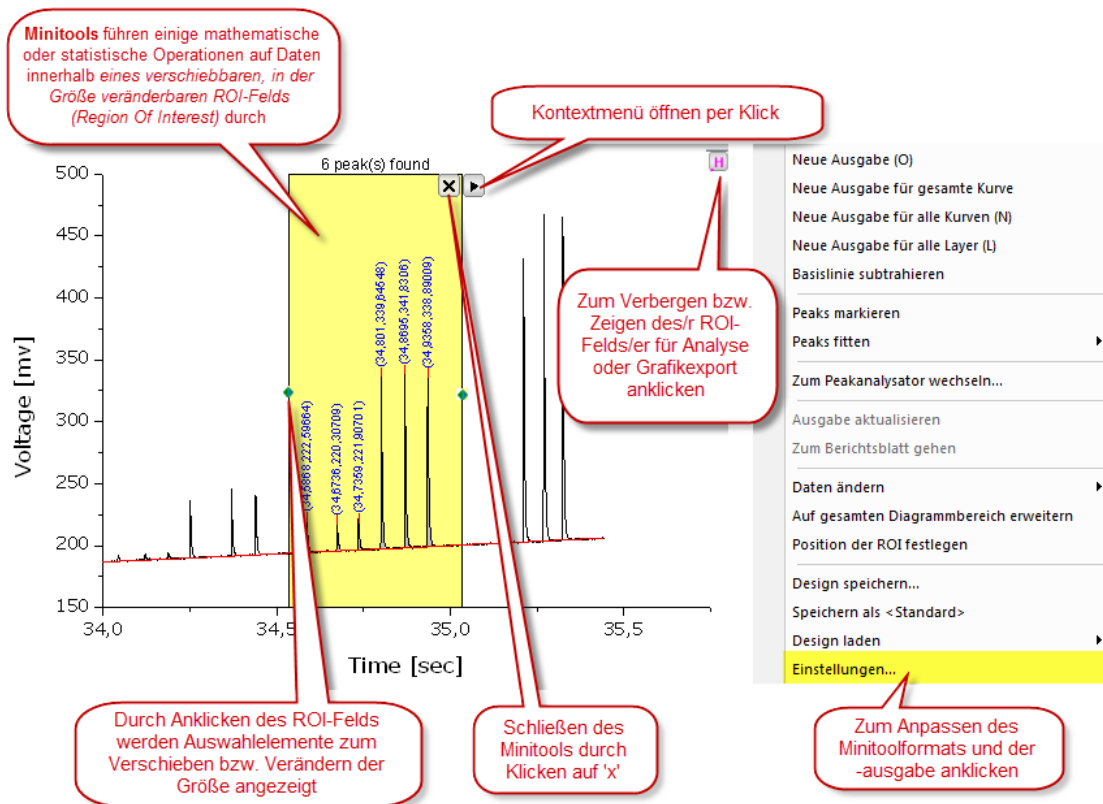 Minitools führen einige mathematische
oder statistische Operationen auf Daten
innerhalb eines verschiebbaren, in der
Größe veränderbaren ROI-Felds
(Region Of Interest) durch
Kontextmenü öffnen per Klick
6 peak(s) found
H
500
450
400
350
300
250
200
150
Voltage [mv]
(34,5868,222,59664)
(34,6736,220,30709)
(34,7359,221,90701)
(34,801,339,64548)
(34,8695,341,8306)
(34,9358,338,89009)
34,0
34,5
35,0
35,5
Time [sec]
Zum Verbergen bzw.
Zeigen des/r ROI-
Felds/er für Analyse
oder Grafikexport
anklicken
Neue Ausgabe (O)
Neue Ausgabe für gesamte Kurve
Neue Ausgabe für alle Kurven (N)
Neue Ausgabe für alle Layer (L)
Basislinie subtrahieren
Peaks markieren
Peaks fitten
Zum Peakanalysator wechseln...
Ausgabe aktualisieren
Zum Berichtsblatt gehen
Daten ändern
Auf gesamten Diagrammbereich erweitern
Position der ROI festlegen
Design speichern...
Speichern als <Standard>
Design laden
Einstellungen...
Durch Anklicken des ROI-Felds
werden Auswahlelemente zum
Verschieben bzw. Verändern der
Größe angezeigt
Schließen des
Minitools durch
Klicken auf 'x'
Zum Anpassen des
Minitoolformats und der
-ausgabe anklicken